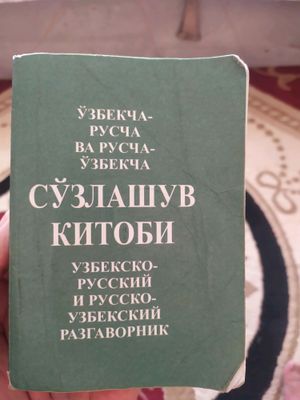 ЎЗБЕКЧА-
РУСЧА
ВА РУСЧА-
ЎЗБЕКЧА
СЎЗЛАШУВ
КИТОБИ
УЗБЕКСКО-
РУССКИЙ
И РУССКО-
УЗБЕКСКИЙ
РАЗГАВОРНИК